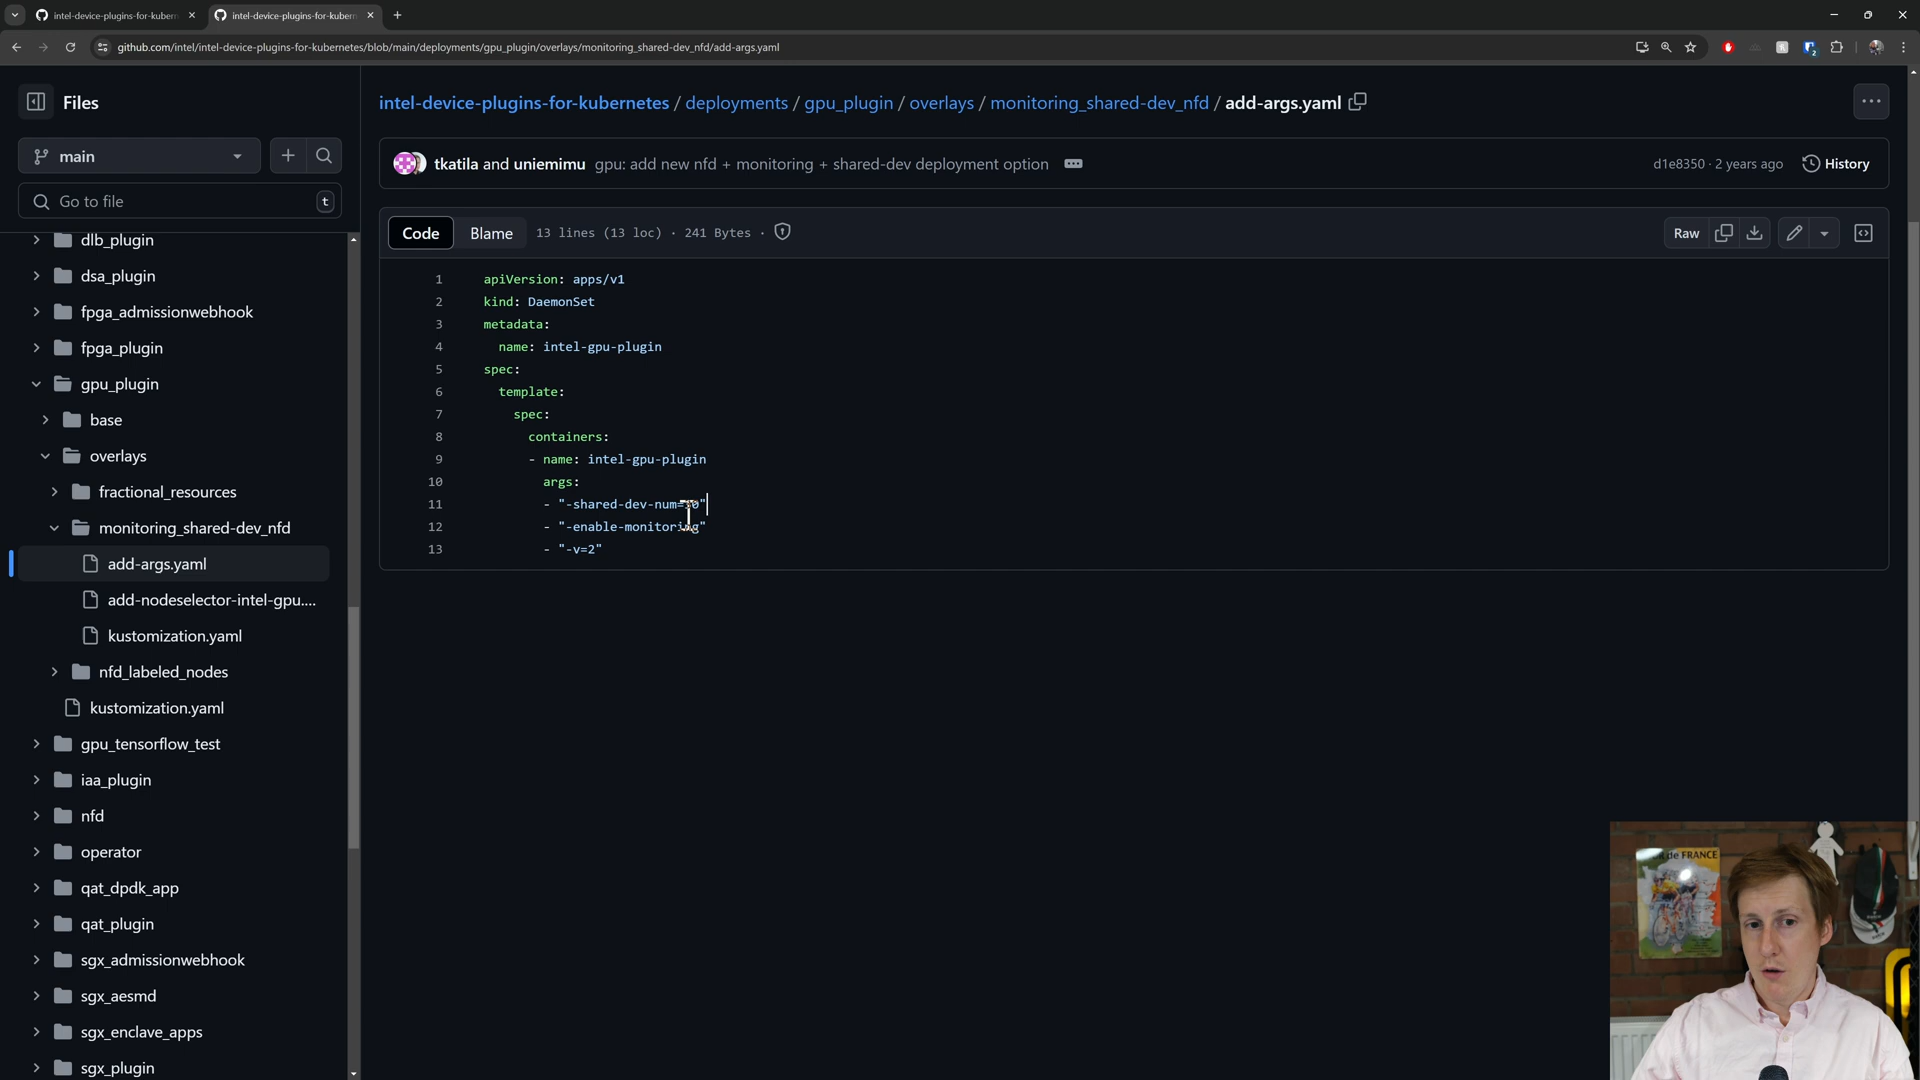 intel-device-plugins-for-kubern
intel-device-plugins-for-kubern
github.com/intel/intel-device-plugins-for-kubernetes/blob/main/deployments/gpu_plugin/overlays/monitoring_shared-dev_nfd/add-args.yaml
Files
intel-device-plugins-for-kubernetes / deployments / gpu_plugin / overlays / monitoring_shared-dev_nfd / add-args.yaml
main
tkatila and uniemimu gpu: add new nfd + monitoring + shared-dev deployment option
d1e8350 · 2 years ago
History
Go to file
t
Code
Blame
13 lines (13 loc) · 241 Bytes ·
Raw
1 apiVersion: apps/v1
2 kind: DaemonSet
3 metadata:
4 name: intel-gpu-plugin
5 spec:
6 template:
7 spec:
8 containers:
9 - name: intel-gpu-plugin
10 args:
11 -
12 - "-enable-monitoring"
13 - "-v=2"
dlb_plugin
dsa_plugin
fpga_admissionwebhook
fpga_plugin
gpu_plugin
base
overlays
fractional_resources
monitoring_shared-dev_nfd
add-args.yaml
add-nodeselector-intel-gpu....
kustomization.yaml
nfd_labeled_nodes
kustomization.yaml
gpu_tensorflow_test
iaa_plugin
nfd
operator
qat_dpdk_app
qat_plugin
sgx_admissionwebhook
sgx_aesmd
sgx_enclave_apps
sgx_plugin
de FRANCE